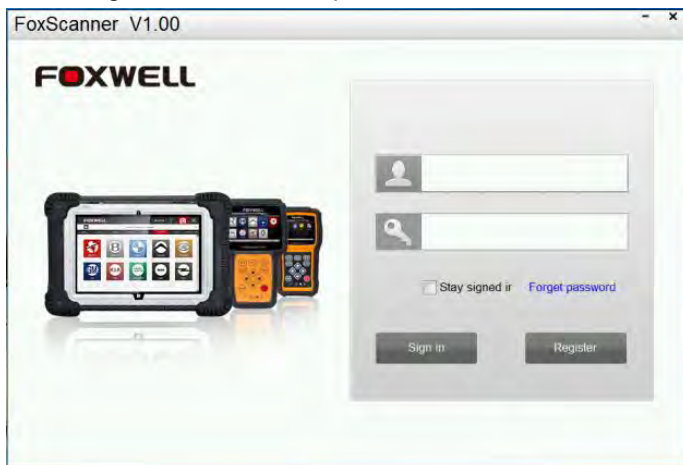 FoxScanner V1.00
FOXWELL
Stay signed ir
Forget password
Sign in
Register